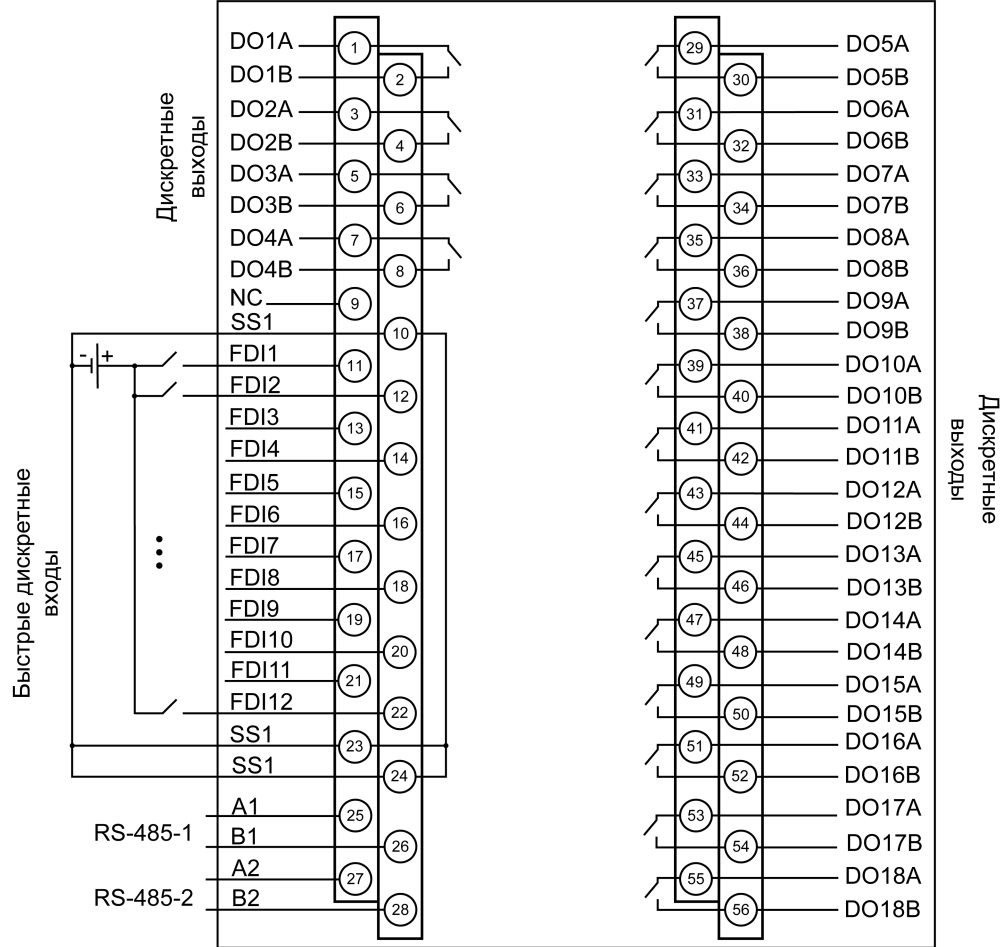 Дискретные
выходы
DO1A 1
DO1B 2
DO2A 3
DO2B 4
DO3A 5
DO3B 6
DO4A 7
DO4B 8
NC 9
SS1 10
- +
FDI1 11
FDI2 12
FDI3 13
FDI4 14
FDI5 15
FDI6 16
FDI7 17
FDI8 18
FDI9 19
FDI10 20
FDI11 21
FDI12 22
SS1 23
SS1 24
Быстрые дискретные
входы
RS-485-1
A1 25
B1 26
RS-485-2
A2 27
B2 28
29 DO5A
30 DO5B
31 DO6A
32 DO6B
33 DO7A
34 DO7B
35 DO8A
36 DO8B
37 DO9A
38 DO9B
39 DO10A
40 DO10B
41 DO11A
42 DO11B
43 DO12A
44 DO12B
45 DO13A
46 DO13B
47 DO14A
48 DO14B
49 DO15A
50 DO15B
51 DO16A
52 DO16B
53 DO17A
54 DO17B
55 DO18A
56 DO18B
Дискретные
выходы